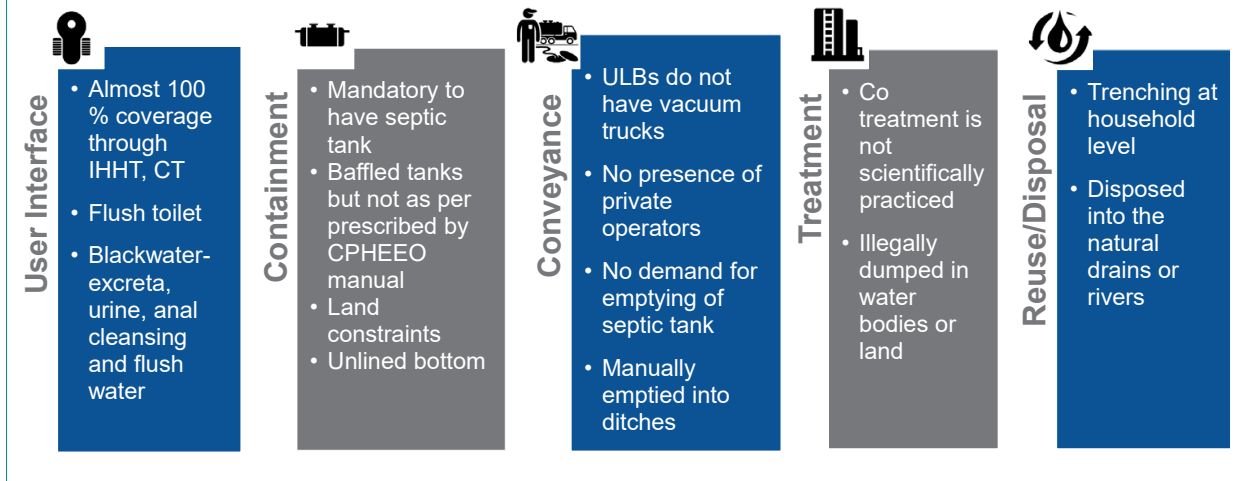 User Interface
• Almost 100
% coverage
through
IHHT, CT
• Flush toilet
• Blackwater-
excreta,
urine, anal
cleansing
and flush
water
Containment
• Mandatory to
have septic
tank
• Baffled tanks
but not as per
prescribed by
CPHEEO
manual
• Land
constraints
• Unlined bottom
Conveyance
• ULBs do not
have vacuum
trucks
• No presence of
private
operators
• No demand for
emptying of
septic tank
• Manually
emptied into
ditches
Treatment
• Co
treatment is
not
scientifically
practiced
• Illegally
dumped in
water
bodies or
land
Reuse/Disposal
• Trenching at
household
level
• Disposed
into the
natural
drains or
rivers